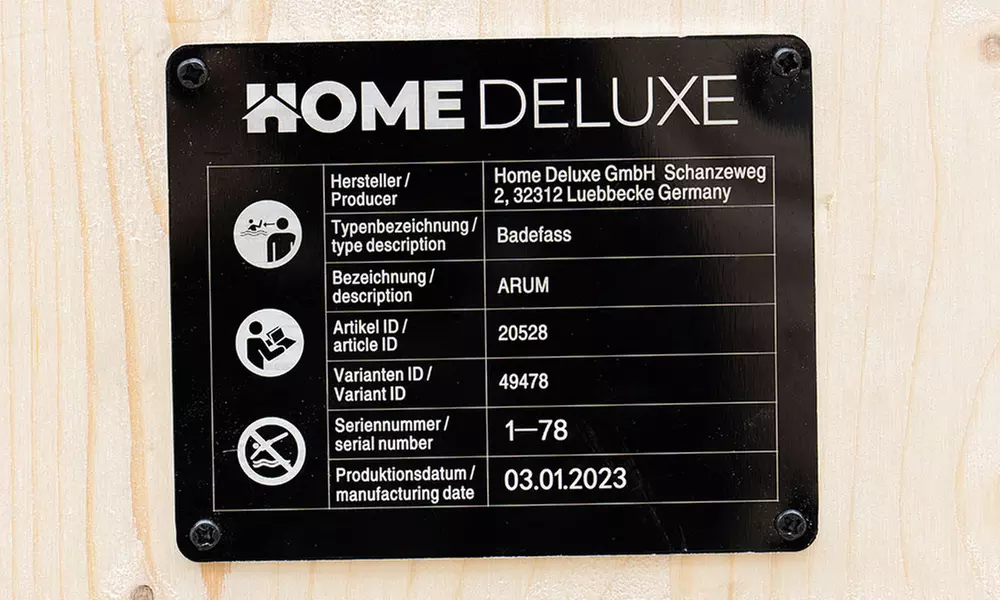 HOME DELUXE
Hersteller /
Producer
Home Deluxe GmbH Schanzeweg
2, 32312 Luebbecke Germany
Typenbezeichnung /
type description
Badefass
Bezeichnung /
description
ARUM
Artikel ID /
article ID
20528
Varianten ID /
Variant ID
49478
Seriennummer /
serial number
1—78
Produktionsdatum /
manufacturing date
03.01.2023